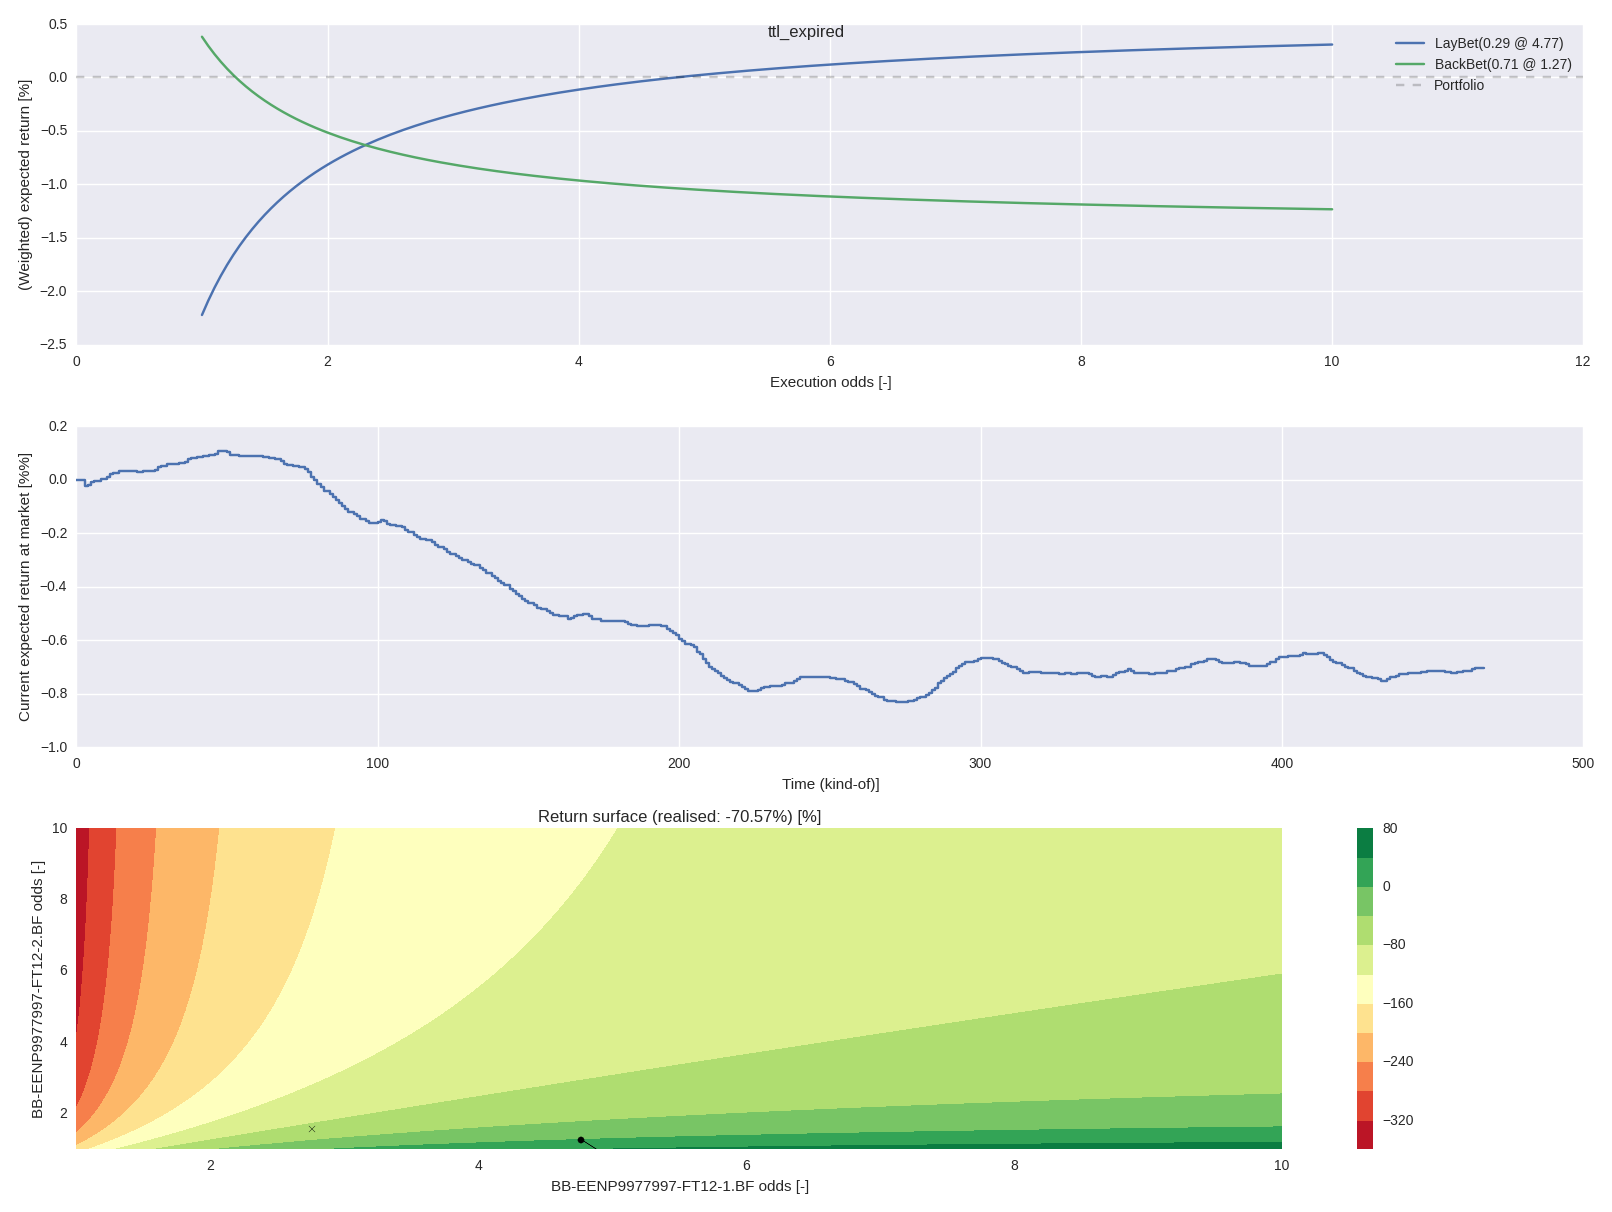 ttl_expired
(Weighted) expected return [%]
0.5
0.0
−0.5
−1.0
−1.5
−2.0
−2.5
LayBet(0.29 @ 4.77)
BackBet(0.71 @ 1.27)
Portfolio
0 2 4 6 8 10 12
Execution odds [-]
Current expected return at market [%%]
0.2
0.0
−0.2
−0.4
−0.6
−0.8
−1.0
0 100 200 300 400 500
Time (kind-of)]
Return surface (realised: -70.57%) [%]
BB-EENP9977997-FT12-2.BF odds [-]
10
8
6
4
2
2 4 6 8 10
BB-EENP9977997-FT12-1.BF odds [-]
80
0
−80
−160
−240
−320